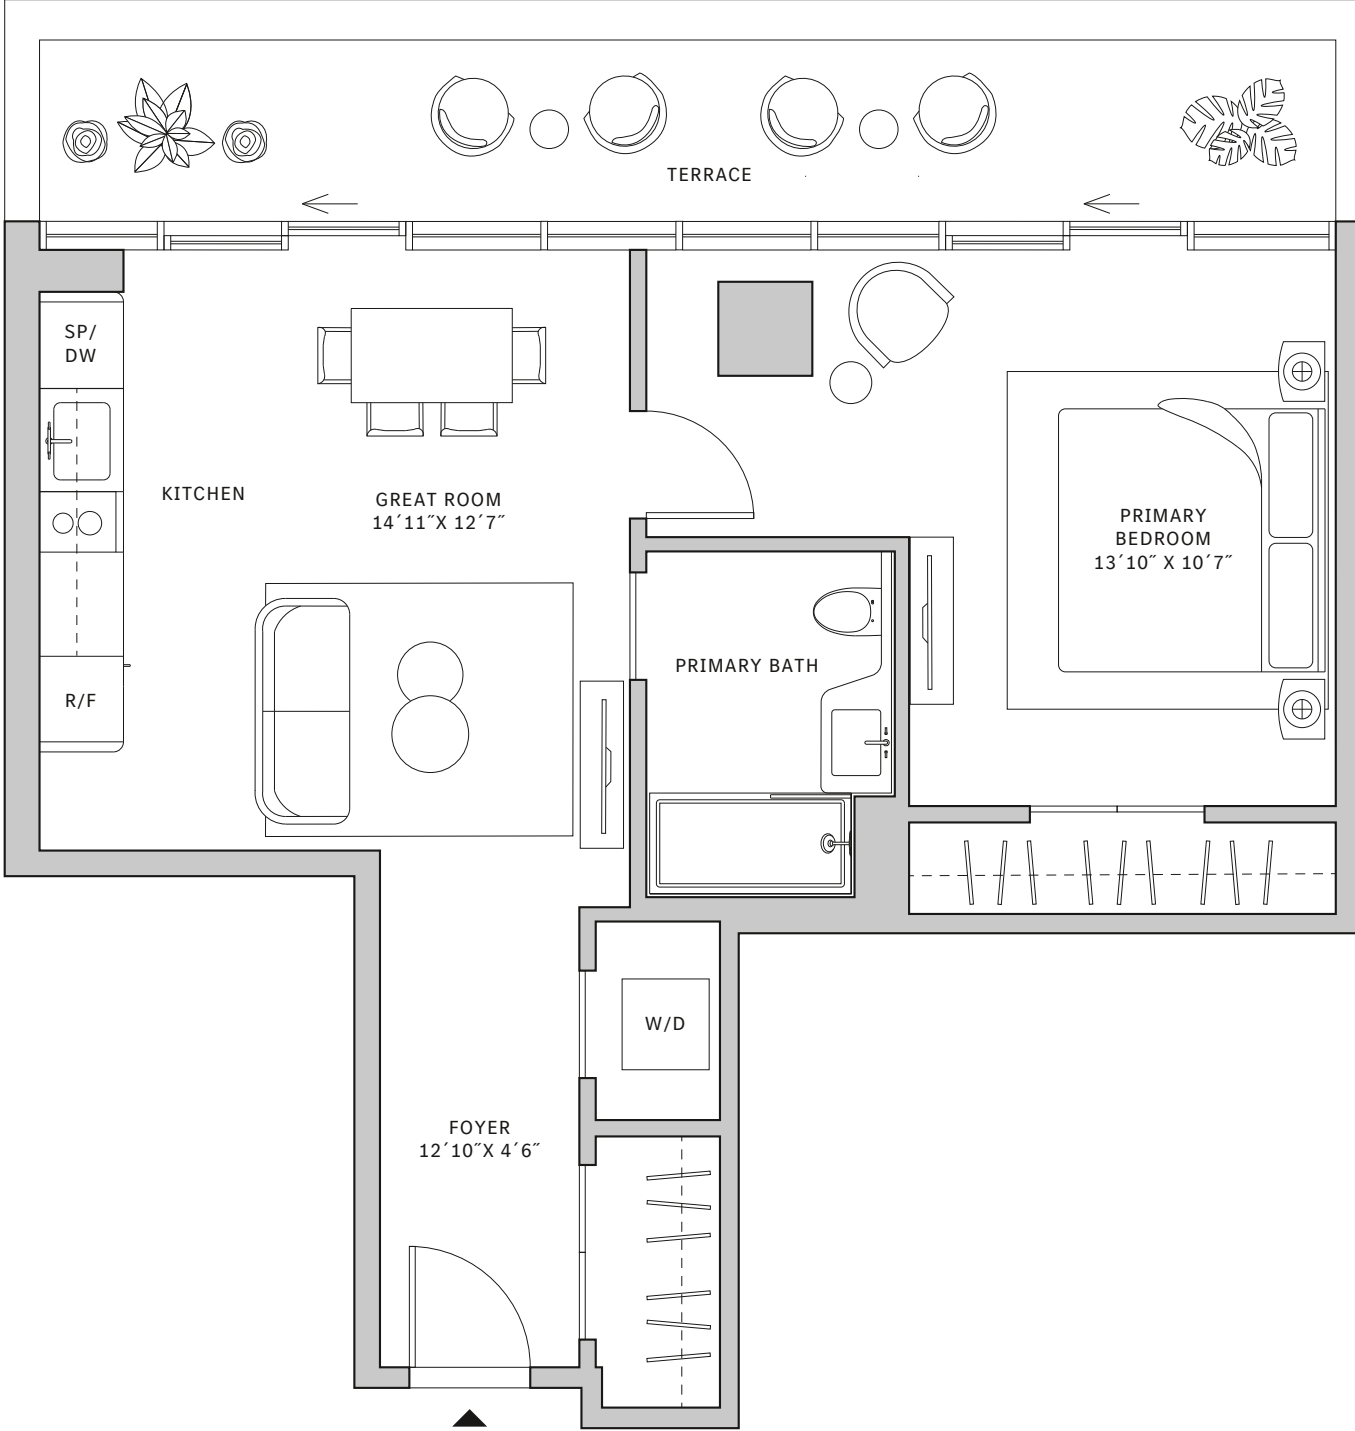 TERRACE
SP/
DW
KITCHEN
GREAT ROOM
14´11˝X 12´7˝
PRIMARY
BEDROOM
13´10˝ X 10´7˝
PRIMARY BATH
R/F
W/D
FOYER
12´10˝X 4´6˝